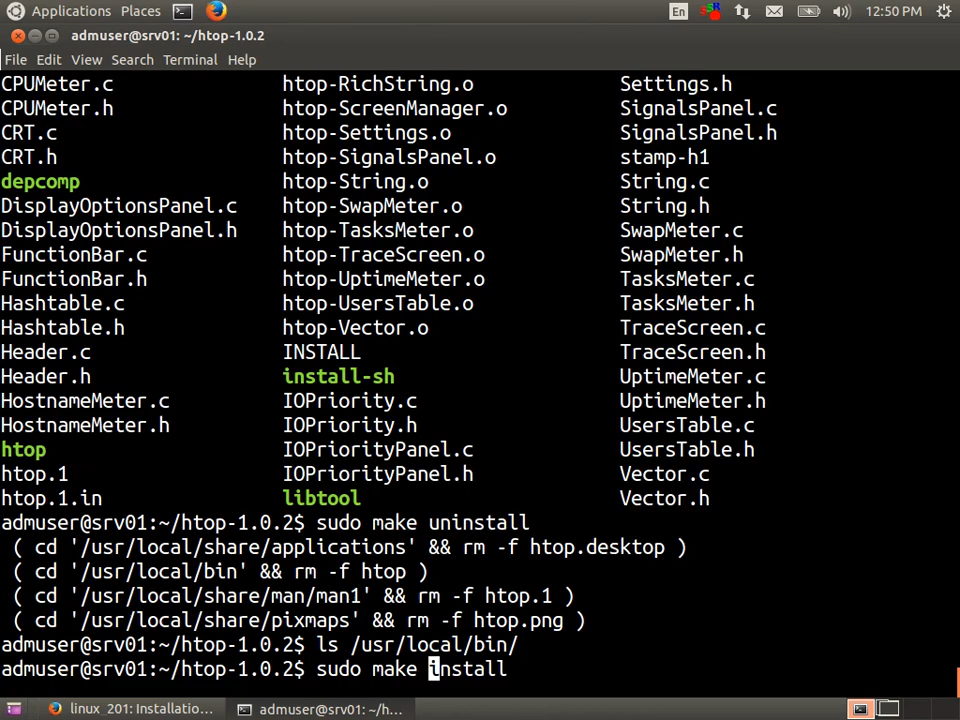 Applications Places En 12:50 PM
admuser@srv01: ~/htop-1.0.2
File Edit View Search Terminal Help
CPUMeter.c htop-RichString.o Settings.h
CPUMeter.h htop-ScreenManager.o SignalsPanel.c
CRT.c htop-Settings.o SignalsPanel.h
CRT.h htop-SignalsPanel.o stamp-h1
depcomp htop-String.o String.c
DisplayOptionsPanel.c htop-SwapMeter.o String.h
DisplayOptionsPanel.h htop-TasksMeter.o SwapMeter.c
FunctionBar.c htop-TraceScreen.o SwapMeter.h
FunctionBar.h htop-UptimeMeter.o TasksMeter.c
Hashtable.c htop-UsersTable.o TasksMeter.h
Hashtable.h htop-Vector.o TraceScreen.c
Header.c INSTALL TraceScreen.h
Header.h install-sh UptimeMeter.c
HostnameMeter.c IOPriority.c UptimeMeter.h
HostnameMeter.h IOPriority.h UsersTable.c
htop IOPriorityPanel.c UsersTable.h
htop.1 IOPriorityPanel.h Vector.c
htop.1.in libtool Vector.h
admuser@srv01:~/htop-1.0.2$ sudo make uninstall
( cd '/usr/local/share/applications' && rm -f htop.desktop )
( cd '/usr/local/bin' && rm -f htop )
( cd '/usr/local/share/man/man1' && rm -f htop.1 )
( cd '/usr/local/share/pixmaps' && rm -f htop.png )
admuser@srv01:~/htop-1.0.2$ ls /usr/local/bin/
admuser@srv01:~/htop-1.0.2$ sudo make install
linux_201: Installatio... admuser@srv01: ~/h...